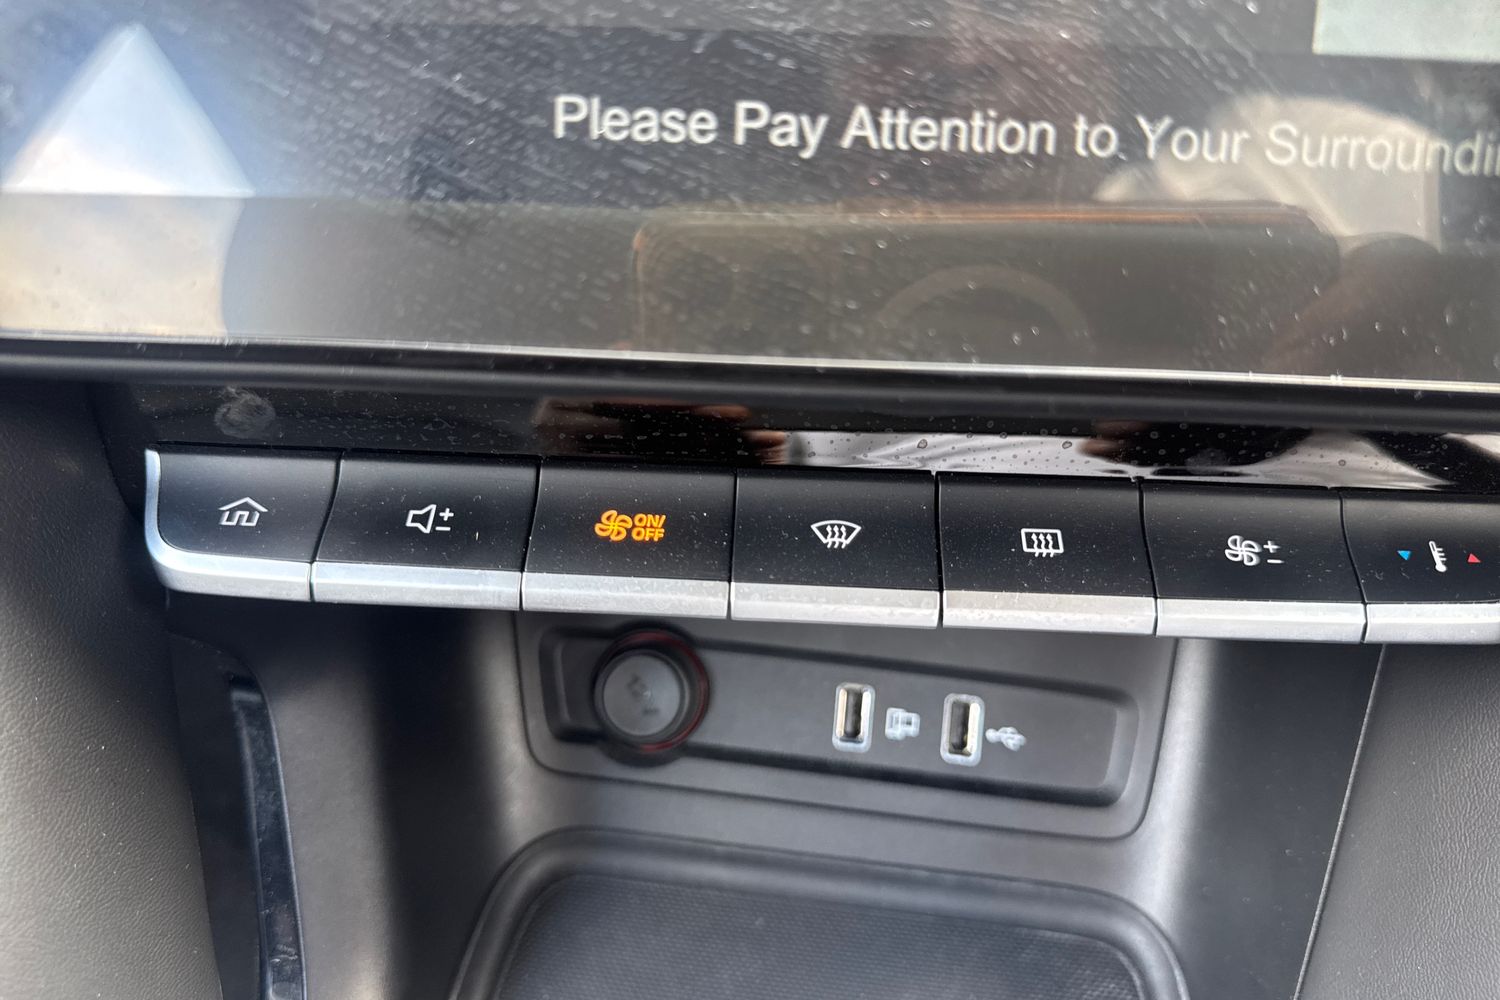 Please Pay Attention to Your Surroundin
ON/
OFF